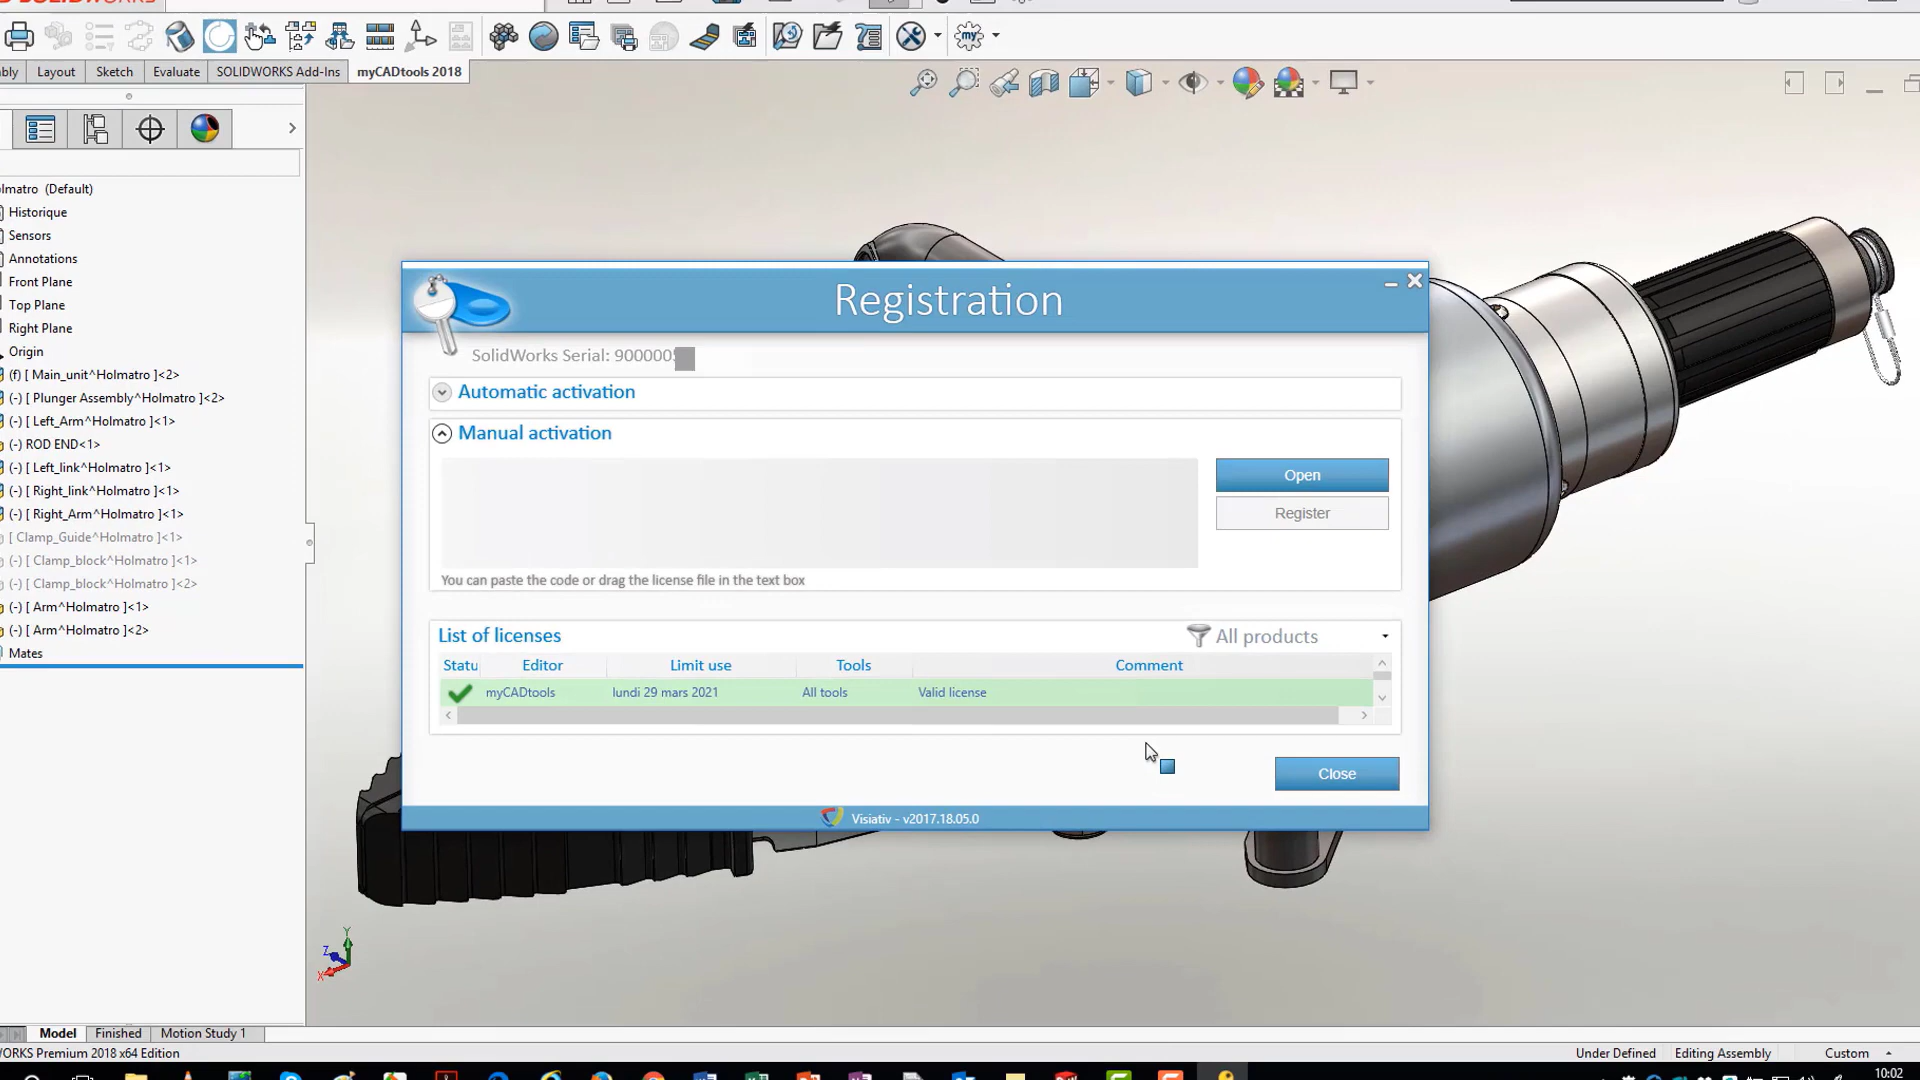 Layout
Sketch
Evaluate
SOLIDWORKS Add-Ins
myCADtools 2018
my
lmatro (Default)
Historique
Sensors
Annotations
Front Plane
Top Plane
Right Plane
Origin
(f) [ Main_unit^Holmatro ]<2>
(-) [ Plunger Assembly^Holmatro ]<2>
(-) [ Left_Arm^Holmatro ]<1>
(-) ROD END<1>
(-) [ Left_link^Holmatro ]<1>
(-) [ Right_link^Holmatro ]<1>
(-) [ Right_Arm^Holmatro ]<1>
[ Clamp_Guide^Holmatro ]<1>
(-) [ Clamp_block^Holmatro ]<1>
(-) [ Clamp_block^Holmatro ]<2>
(-) [ Arm^Holmatro ]<1>
(-) [ Arm^Holmatro ]<2>
Mates
Registration
SolidWorks Serial: 900000
Automatic activation
Manual activation
Open
Register
You can paste the code or drag the license file in the text box
List of licenses
All products
Statu Editor Limit use Tools Comment
myCADtools lundi 29 mars 2021 All tools Valid license
Close
Visiativ - v2017.18.05.0
Y
Z
X
Model
Finished
Motion Study 1
WORKS Premium 2018 x64 Edition
Under Defined
Editing Assembly
Custom
10:02